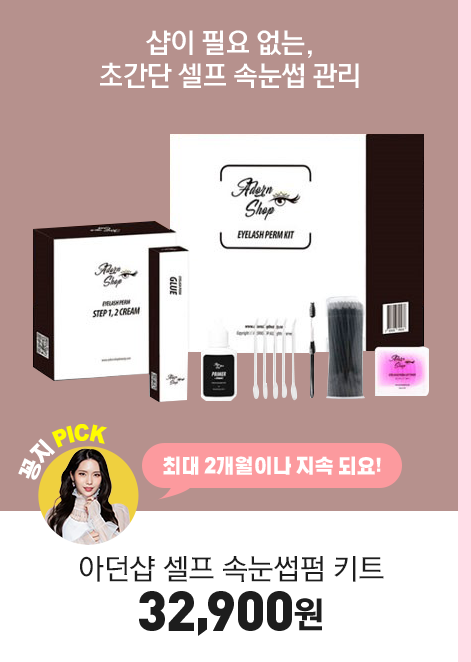 샵이 필요 없는,
초간단 셀프 속눈썹 관리
Adorn
Shop
EYELASH PERM KIT
Adorn
Shop
EYELASH PERM
STEP 1, 2 CREAM
GLUE
PRIMER
꽁지 PICK
최대 2개월이나 지속 되요!
아던샵 셀프 속눈썹펌 키트
32,900원